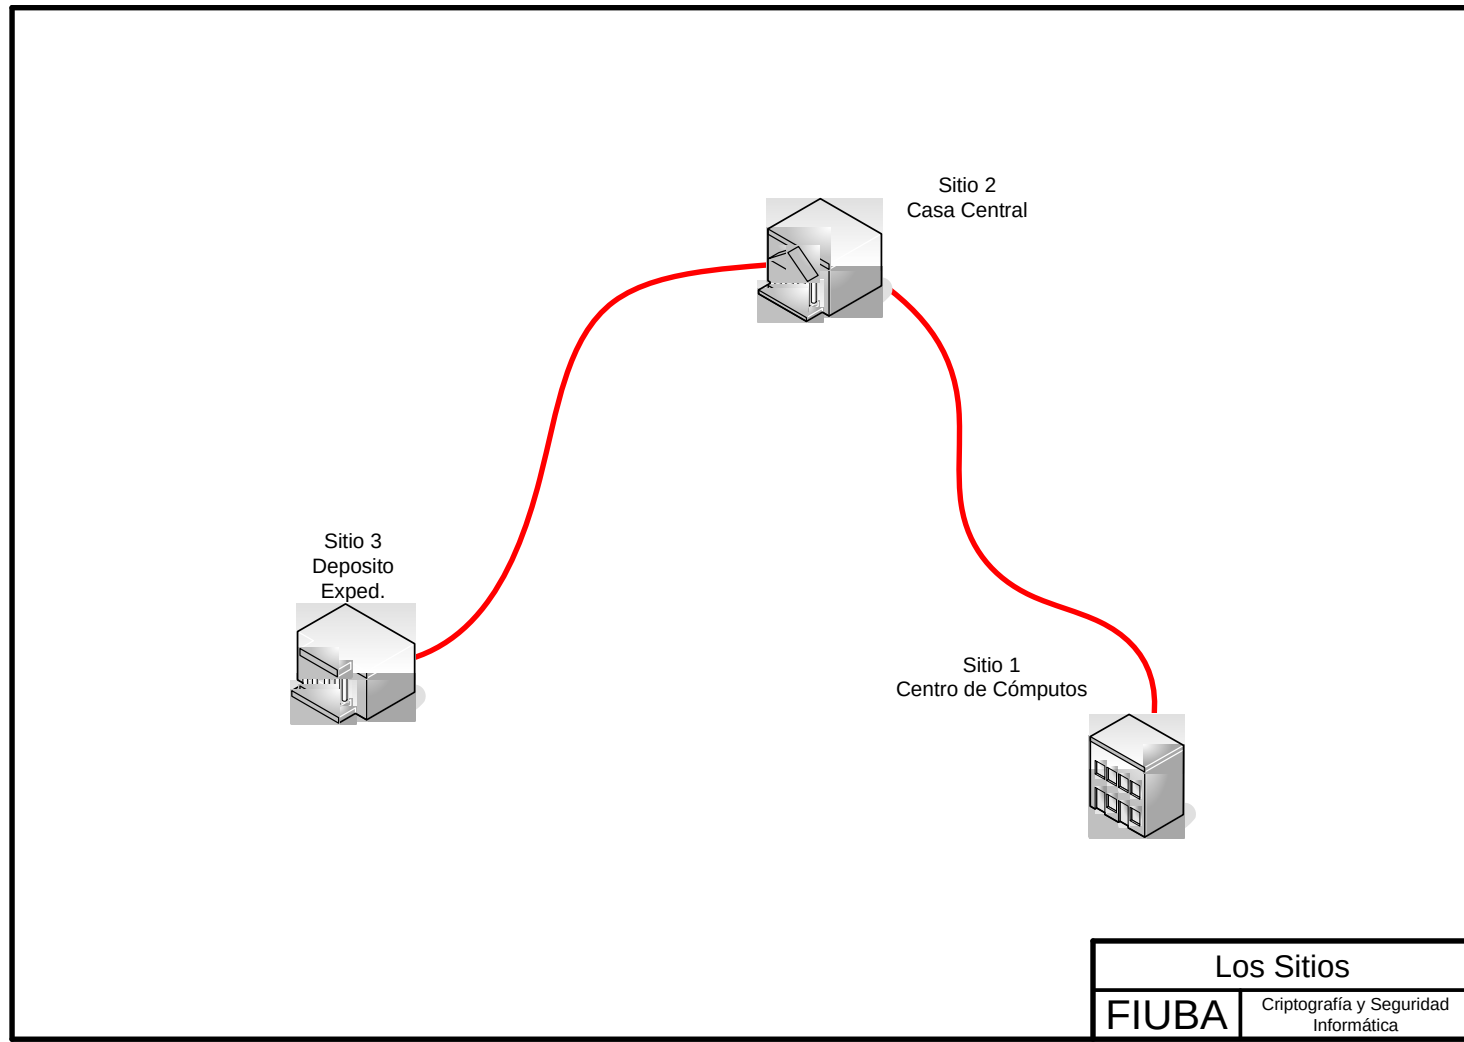 Sitio 2
Casa Central
Sitio 3
Deposito
Exped.
Sitio 1
Centro de Cómputos
Los Sitios
FIUBA
Criptografía y Seguridad
Informática